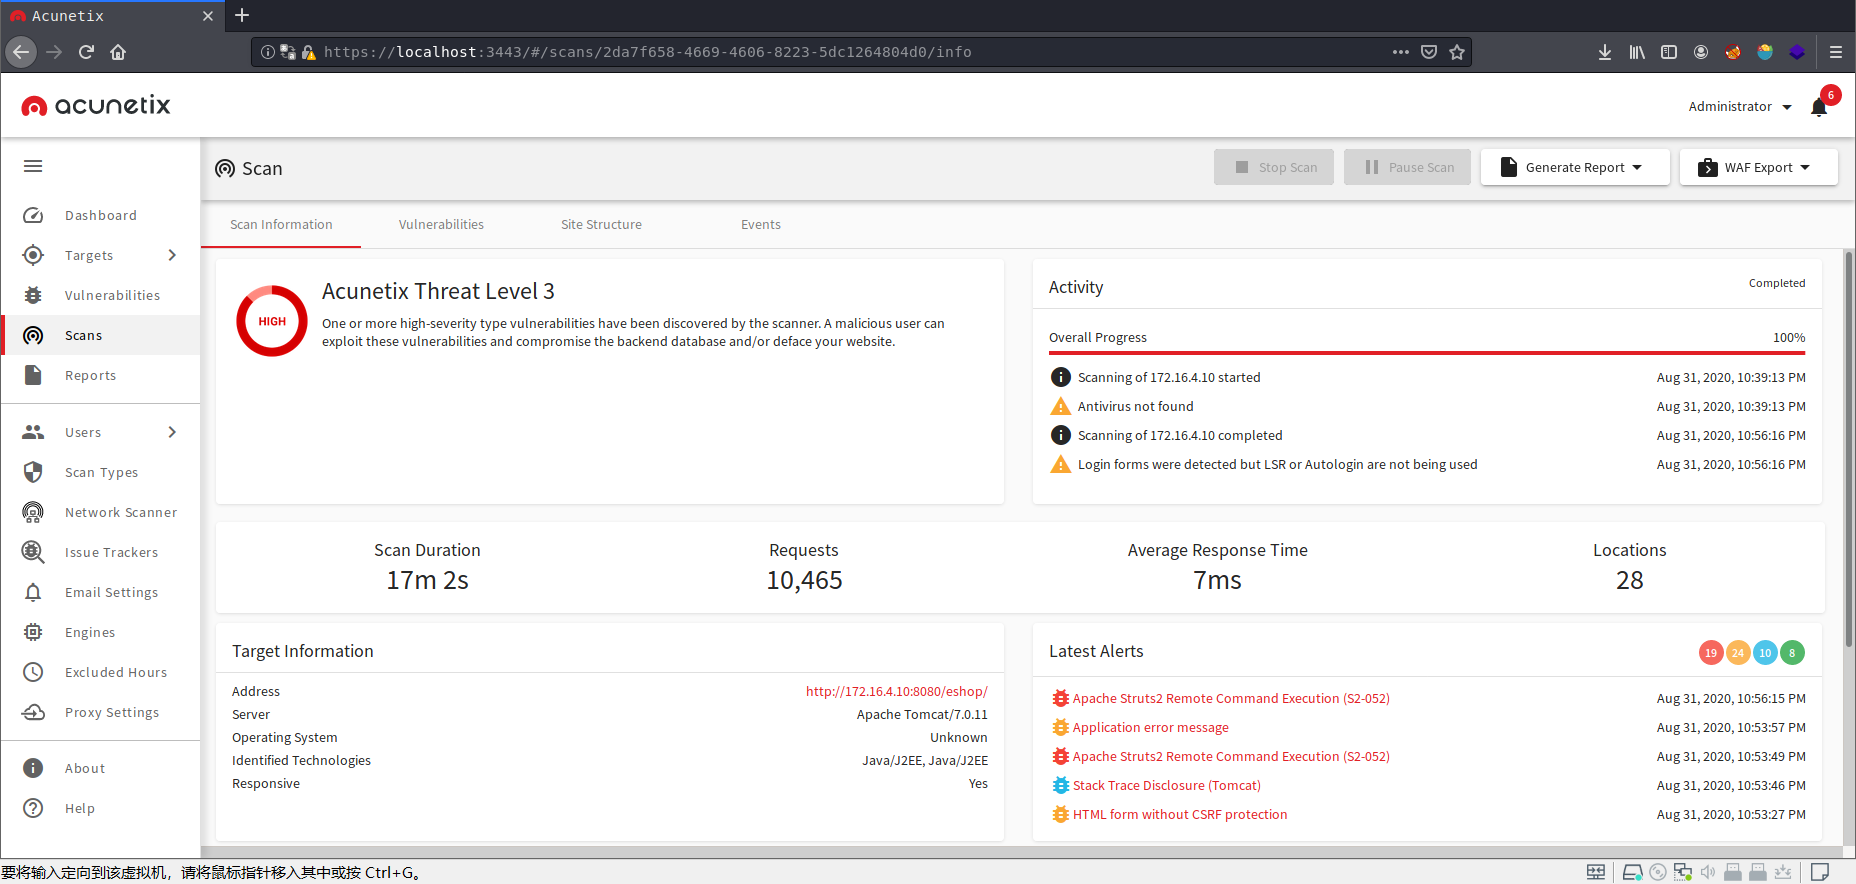 Acunetix
https://localhost:3443/#/scans/2da7f658-4669-4606-8223-5dc1264804d0/info
acunetix
Administrator
6
Scan
Stop Scan
Pause Scan
Generate Report
WAF Export
Dashboard
Targets
Vulnerabilities
Scans
Reports
Users
Scan Types
Network Scanner
Issue Trackers
Email Settings
Engines
Excluded Hours
Proxy Settings
About
Help
Scan Information
Vulnerabilities
Site Structure
Events
HIGH
Acunetix Threat Level 3
One or more high-severity type vulnerabilities have been discovered by the scanner. A malicious user can
exploit these vulnerabilities and compromise the backend database and/or deface your website.
Activity
Completed
Overall Progress 100%
Scanning of 172.16.4.10 started Aug 31, 2020, 10:39:13 PM
Antivirus not found Aug 31, 2020, 10:39:13 PM
Scanning of 172.16.4.10 completed Aug 31, 2020, 10:56:16 PM
Login forms were detected but LSR or Autologin are not being used Aug 31, 2020, 10:56:16 PM
Scan Duration
17m 2s
Requests
10,465
Average Response Time
7ms
Locations
28
Target Information
Address http://172.16.4.10:8080/eshop/
Server Apache Tomcat/7.0.11
Operating System Unknown
Identified Technologies Java/J2EE, Java/J2EE
Responsive Yes
Latest Alerts
19 24 10 8
Apache Struts2 Remote Command Execution (S2-052) Aug 31, 2020, 10:56:15 PM
Application error message Aug 31, 2020, 10:53:57 PM
Apache Struts2 Remote Command Execution (S2-052) Aug 31, 2020, 10:53:49 PM
Stack Trace Disclosure (Tomcat) Aug 31, 2020, 10:53:46 PM
HTML form without CSRF protection Aug 31, 2020, 10:53:27 PM
要将输入定向到该虚拟机，请将鼠标指针移入其中或按 Ctrl+G。